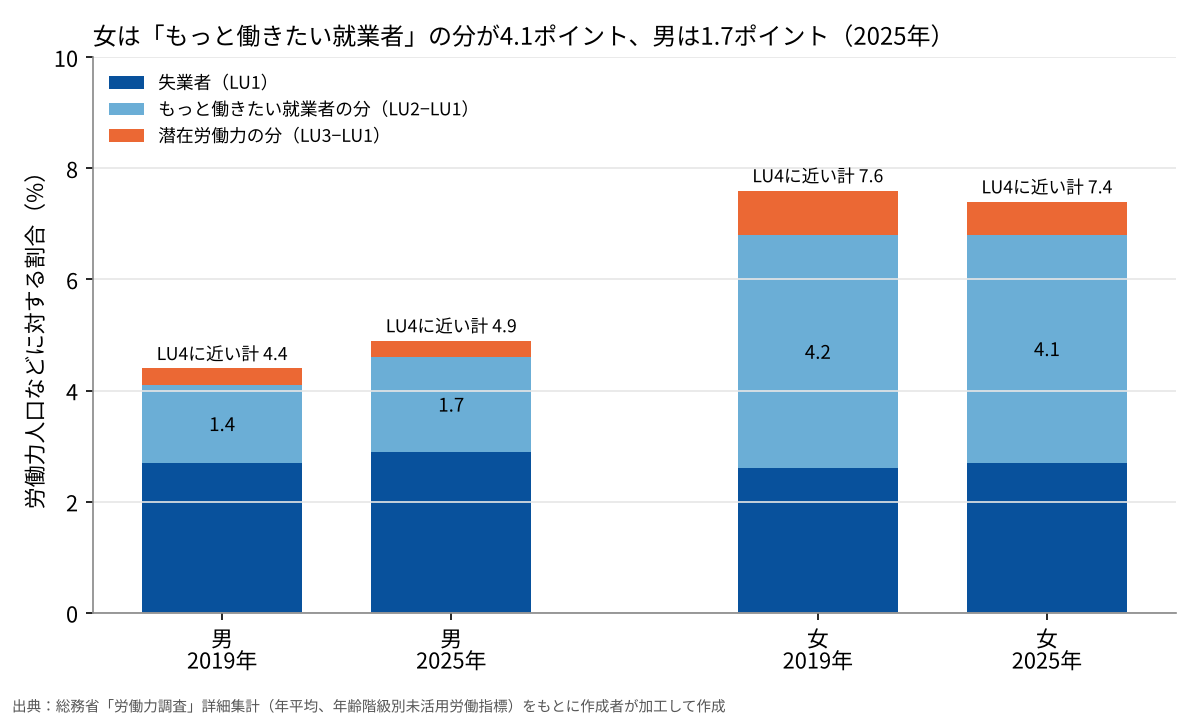 女は「もっと働きたい就業者」の分が4.1ポイント、男は1.7ポイント（2025年）
労働力人口などに対する割合（%）
10
8
6
4
2
0
失業者（LU1）
もっと働きたい就業者の分（LU2−LU1）
潜在労働力の分（LU3−LU1）
LU4に近い計 4.4
1.4
LU4に近い計 4.9
1.7
LU4に近い計 7.6
4.2
LU4に近い計 7.4
4.1
男
2019年
男
2025年
女
2019年
女
2025年
出典：総務省「労働力調査」詳細集計（年平均、年齢階級別未活用労働指標）をもとに作成者が加工して作成